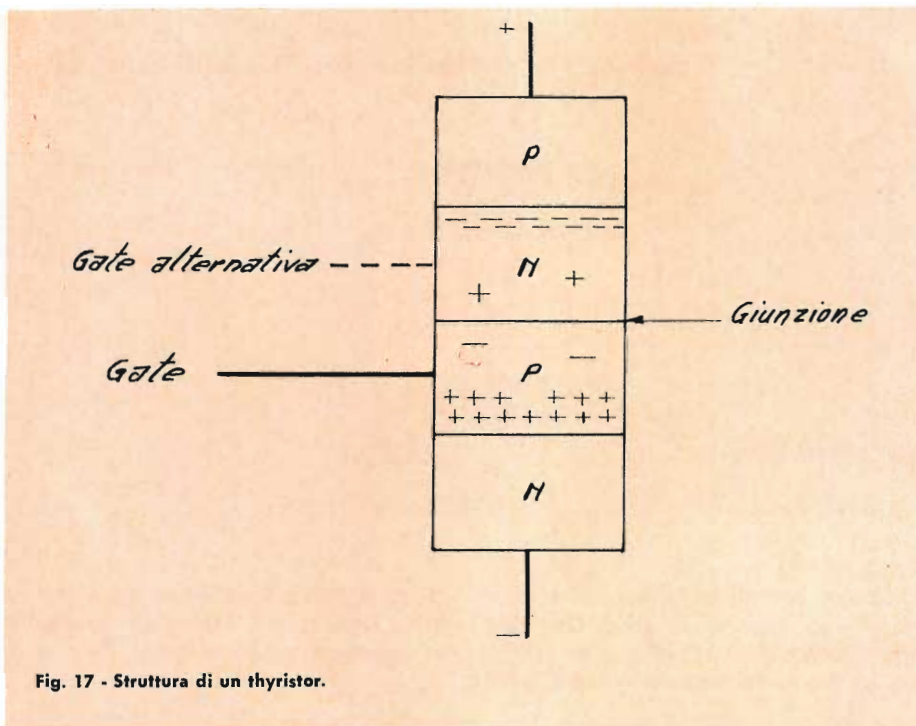 +
P
— — — — — — —
— — — — — —
Gate alternativa
N
+ +
Giunzione
— —
Gate
P
+ + + + + +
+ + + + + + +
N
—
Fig. 17 - Struttura di un thyristor.